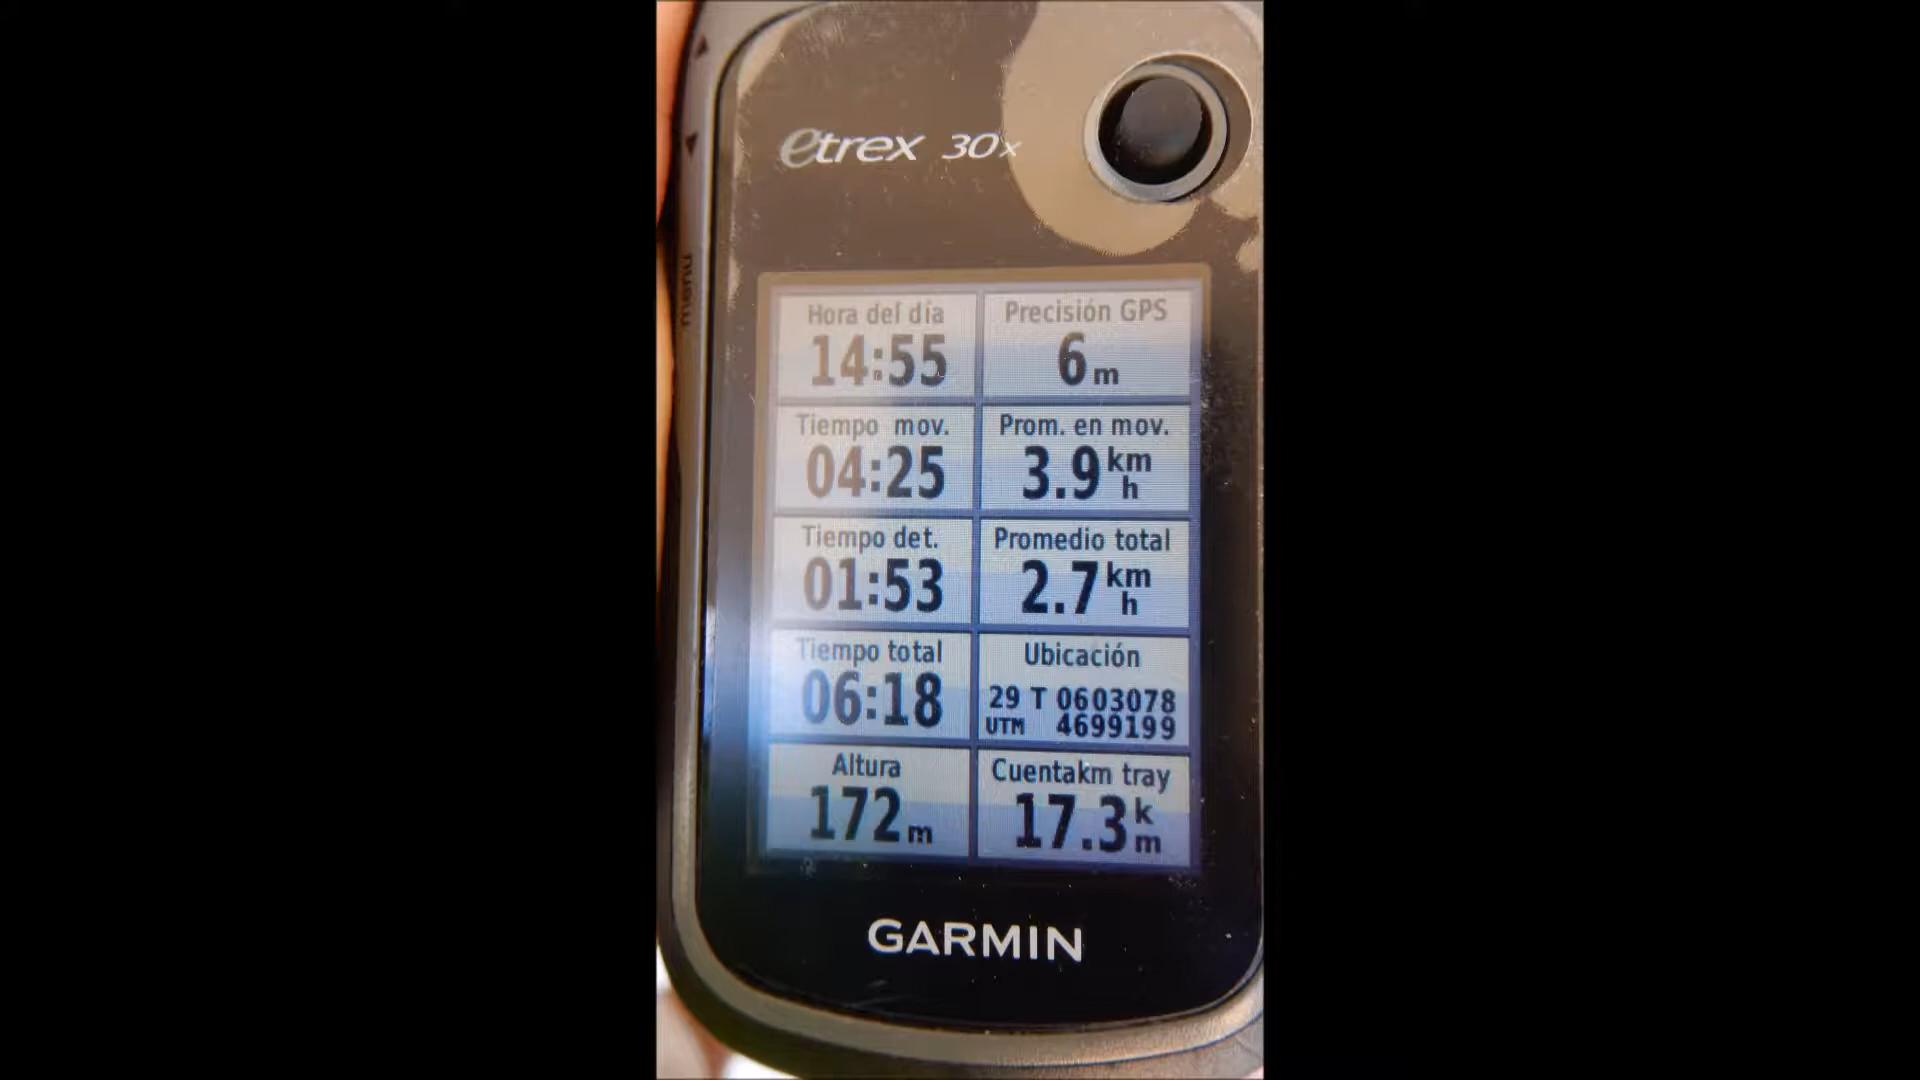 etrex 30x
menu
Hora del día
14:55
Precisión GPS
6 m
Tiempo mov.
04:25
Prom. en mov.
3.9 km h
Tiempo det.
01:53
Promedio total
2.7 km h
Tiempo total
06:18
Ubicación
29 T 0603078
UTM 4699199
Altura
172 m
Cuentakm tray
17.3 km
GARMIN